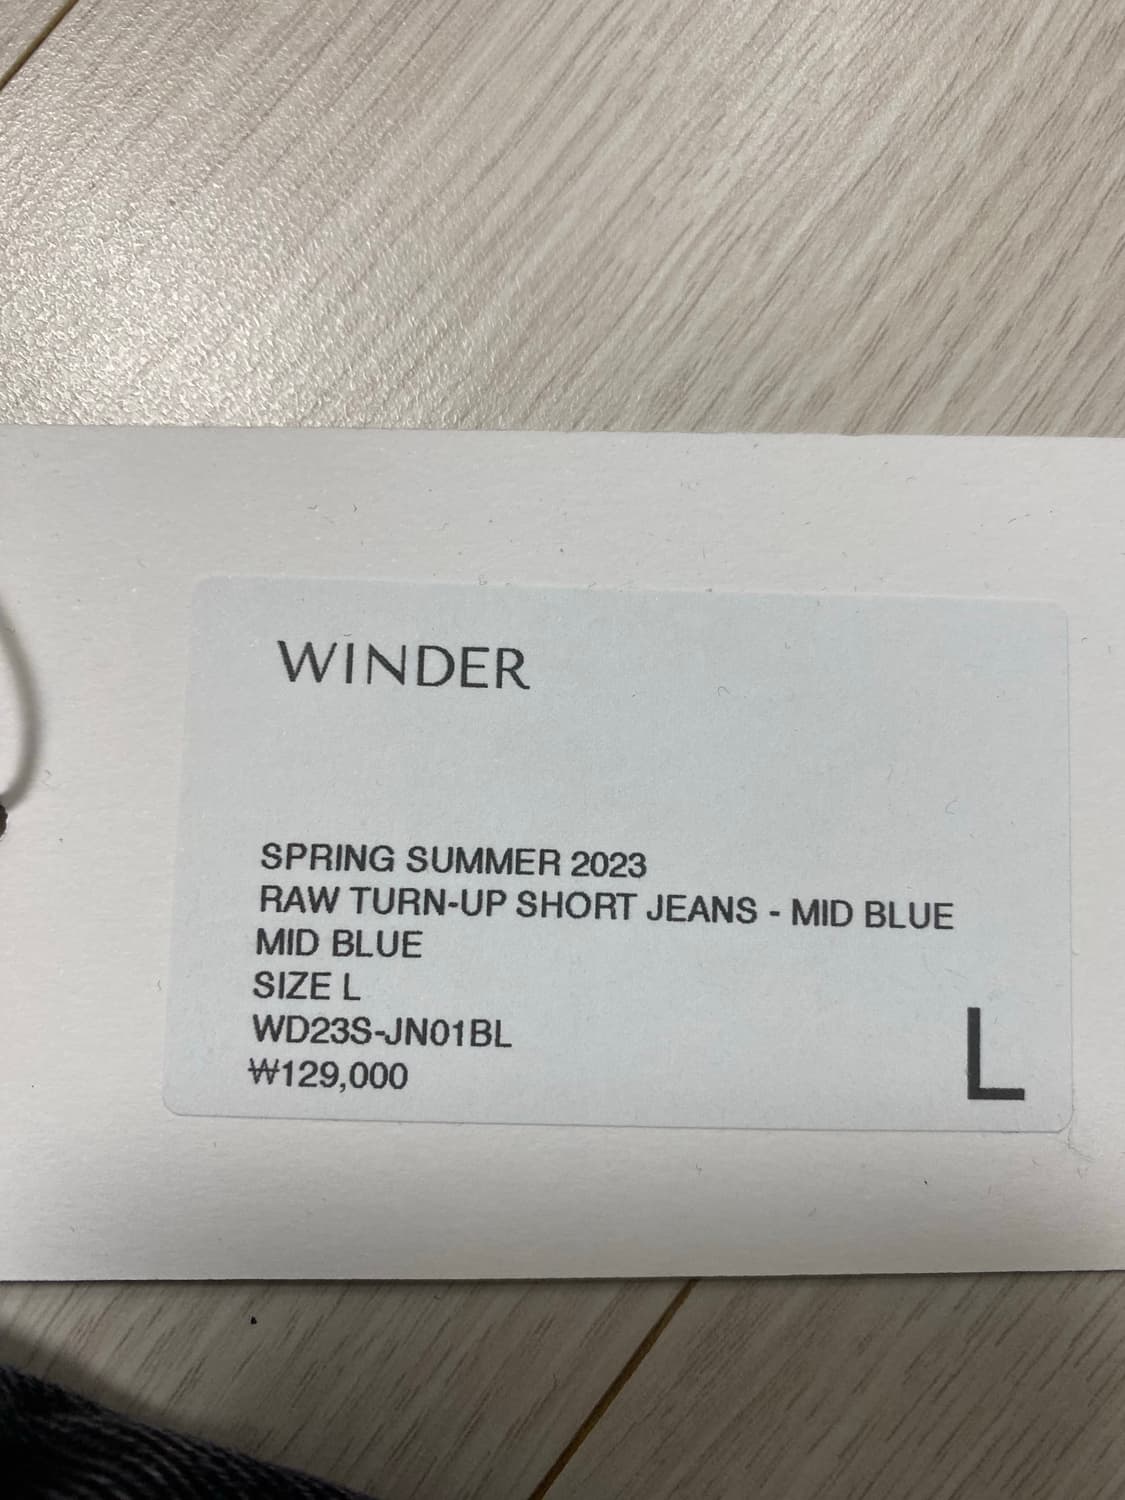 WINDER
SPRING SUMMER 2023
RAW TURN-UP SHORT JEANS - MID BLUE
MID BLUE
SIZE L
WD23S-JN01BL
₩129,000
L